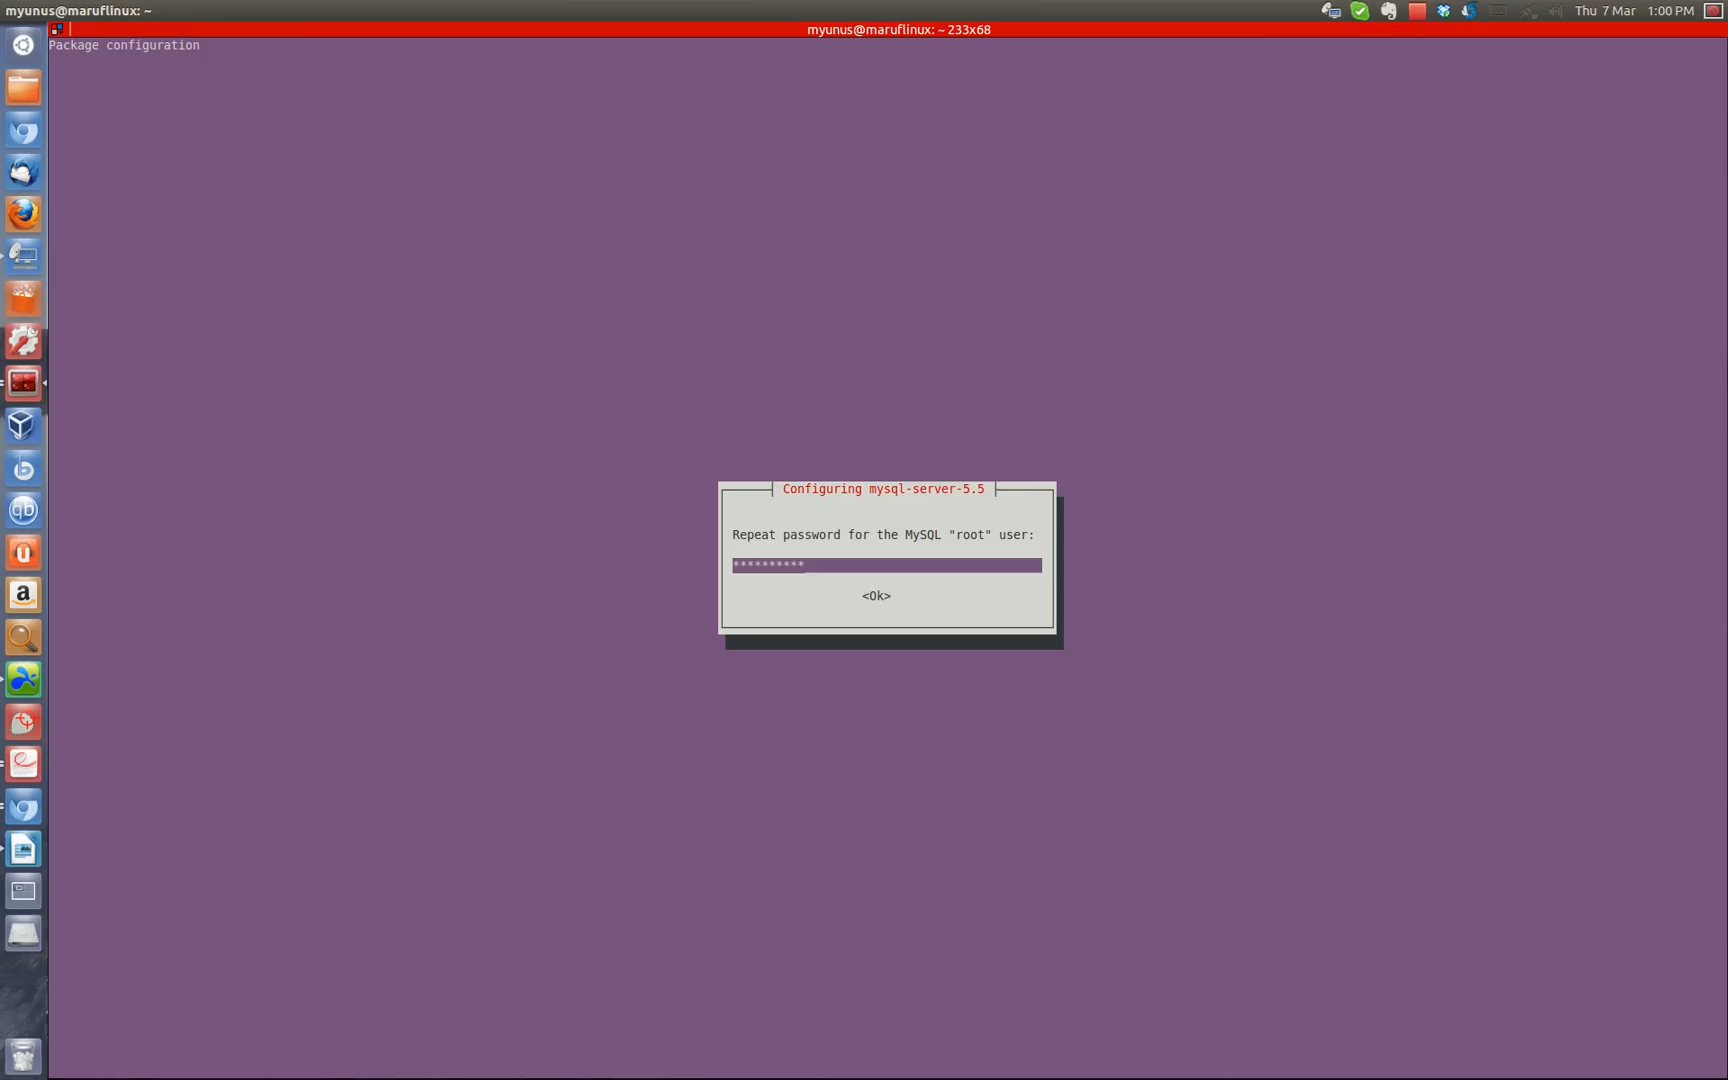 myunus@maruflinux: ~
Thu 7 Mar 1:00 PM
myunus@maruflinux: ~ 233x68
Package configuration
Configuring mysql-server-5.5
Repeat password for the MySQL "root" user:
**********
<Ok>
qb
u
a